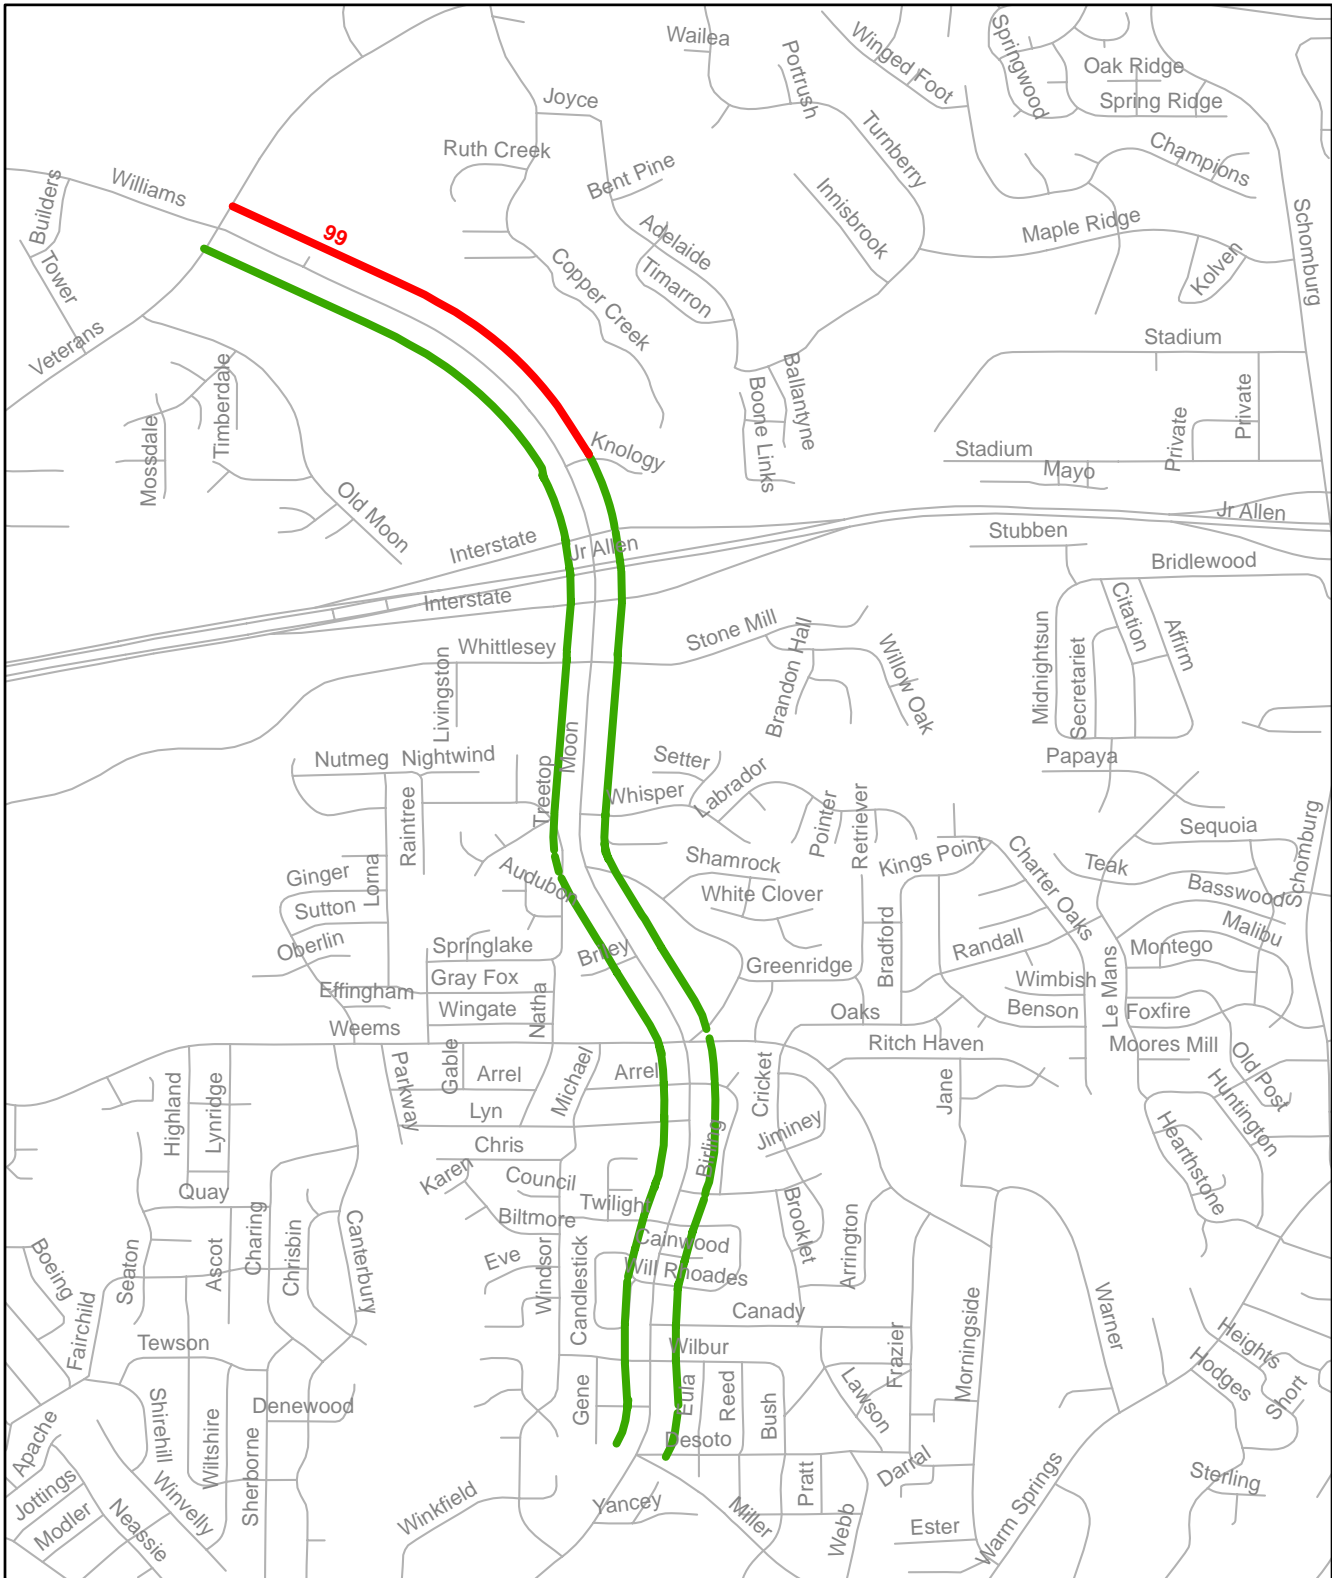 Wailea
Portrush
Winged Foot
Springwood
Oak Ridge
Spring Ridge
Joyce
Turnberry
Champions
Ruth Creek
Bent Pine
Innisbrook
Builders
Williams
Schomburg
99
Adelaide
Maple Ridge
Tower
Copper Creek
Timarron
Kolven
Veterans
Stadium
Timberdale
Boone Links
Ballantyne
Private
Private
Mossdale
Knology
Stadium
Mayo
Old Moon
Jr Allen
Interstate
Jr Allen
Stubben
Bridlewood
Interstate
Citation
Affirm
Whittlesey
Stone Mill
Brandon Hall
Willow Oak
Midnightsun
Secretariet
Livingston
Moon
Nutmeg
Nightwind
Setter
Labrador
Papaya
Treetop
Whisper
Raintree
Pointer
Retriever
Sequoia
Schomburg
Ginger
Lorna
Audubon
Shamrock
Kings Point
Charter Oaks
Teak
Basswood
Sutton
White Clover
Malibu
Oberlin
Springlake
Briley
Bradford
Randall
Montego
Gray Fox
Greenridge
Wimbish
Effingham
Wingate
Natha
Oaks
Benson
Le Mans
Foxfire
Weems
Ritch Haven
Moores Mill
Old Post
Parkway
Gable
Arrel
Michael
Arrel
Cricket
Jane
Huntington
Highland
Lynridge
Lyn
Jiminey
Hearthstone
Chris
Birling
Karen
Council
Quay
Twilight
Biltmore
Brooklet
Arrington
Boeing
Seaton
Ascot
Charing
Chrisbin
Canterbury
Eve
Windsor
Candlestick
Cainwood
Will Rhoades
Canady
Warner
Fairchild
Tewson
Wilbur
Frazier
Morningside
Heights
Hodges
Short
Shirehill
Denewood
Gene
Eula
Reed
Bush
Lawson
Apache
Wiltshire
Sherborne
Desoto
Jottings
Winvelly
Pratt
Darral
Sterling
Modler
Neassie
Winkfield
Yancey
Miller
Webb
Ester
Warm Springs